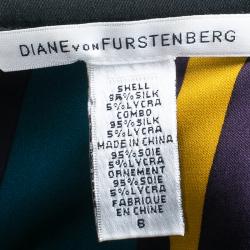 DIANE VON FURSTENBERG
SHELL
95% SILK
5% LYCRA
COMBO
95% SILK
5% LYCRA
MADE IN CHINA
95% SOIE
5% LYCRA
ORNEMENT
95% SOIE
5% LYCRA
FABRIQUE
EN CHINE
6